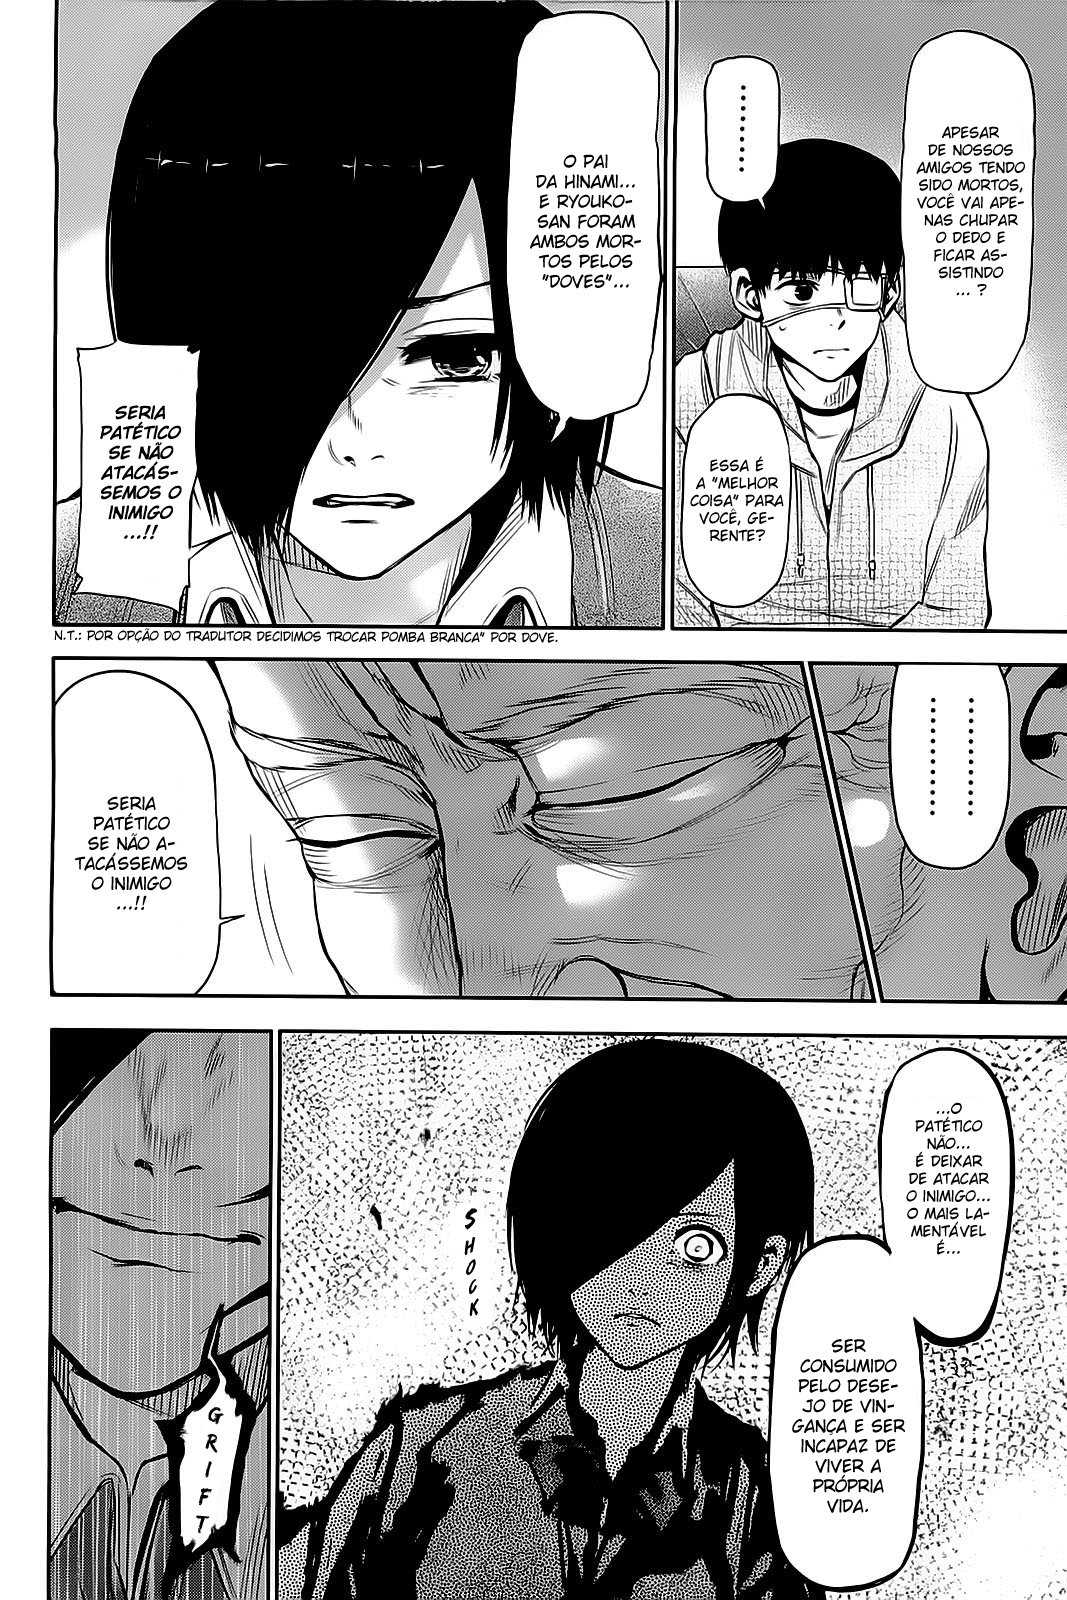 APESAR
DE NOSSOS
AMIGOS TENDO
SIDO MORTOS,
VOCÊ VAI APE-
NAS CHUPAR
O DEDO E
FICAR AS-
SISTINDO
... ?
.........
ESSA É
A "MELHOR
COISA" PARA
VOCÊ, GE-
RENTE?
O PAI
DA HINAMI...
E RYOUKO-
SAN FORAM
AMBOS MOR-
TOS PELOS
"DOVES"...
SERIA
PATÉTICO
SE NÃO
ATACÁS-
SEMOS O
INIMIGO
...!!
N.T.: POR OPÇÃO DO TRADUTOR DECIDIMOS TROCAR POMBA BRANCA" POR DOVE.
............
............
SERIA
PATÉTICO
SE NÃO A-
TACÁSSEMOS
O INIMIGO
...!!
...O
PATÉTICO
NÃO...
É DEIXAR
DE ATACAR
O INIMIGO...
O MAIS LA-
MENTÁVEL
É...
SER
CONSUMIDO
PELO DESE-
JO DE VIN-
GANÇA E SER
INCAPAZ DE
VIVER A
PRÓPRIA
VIDA.
SHOCK
GRIFT